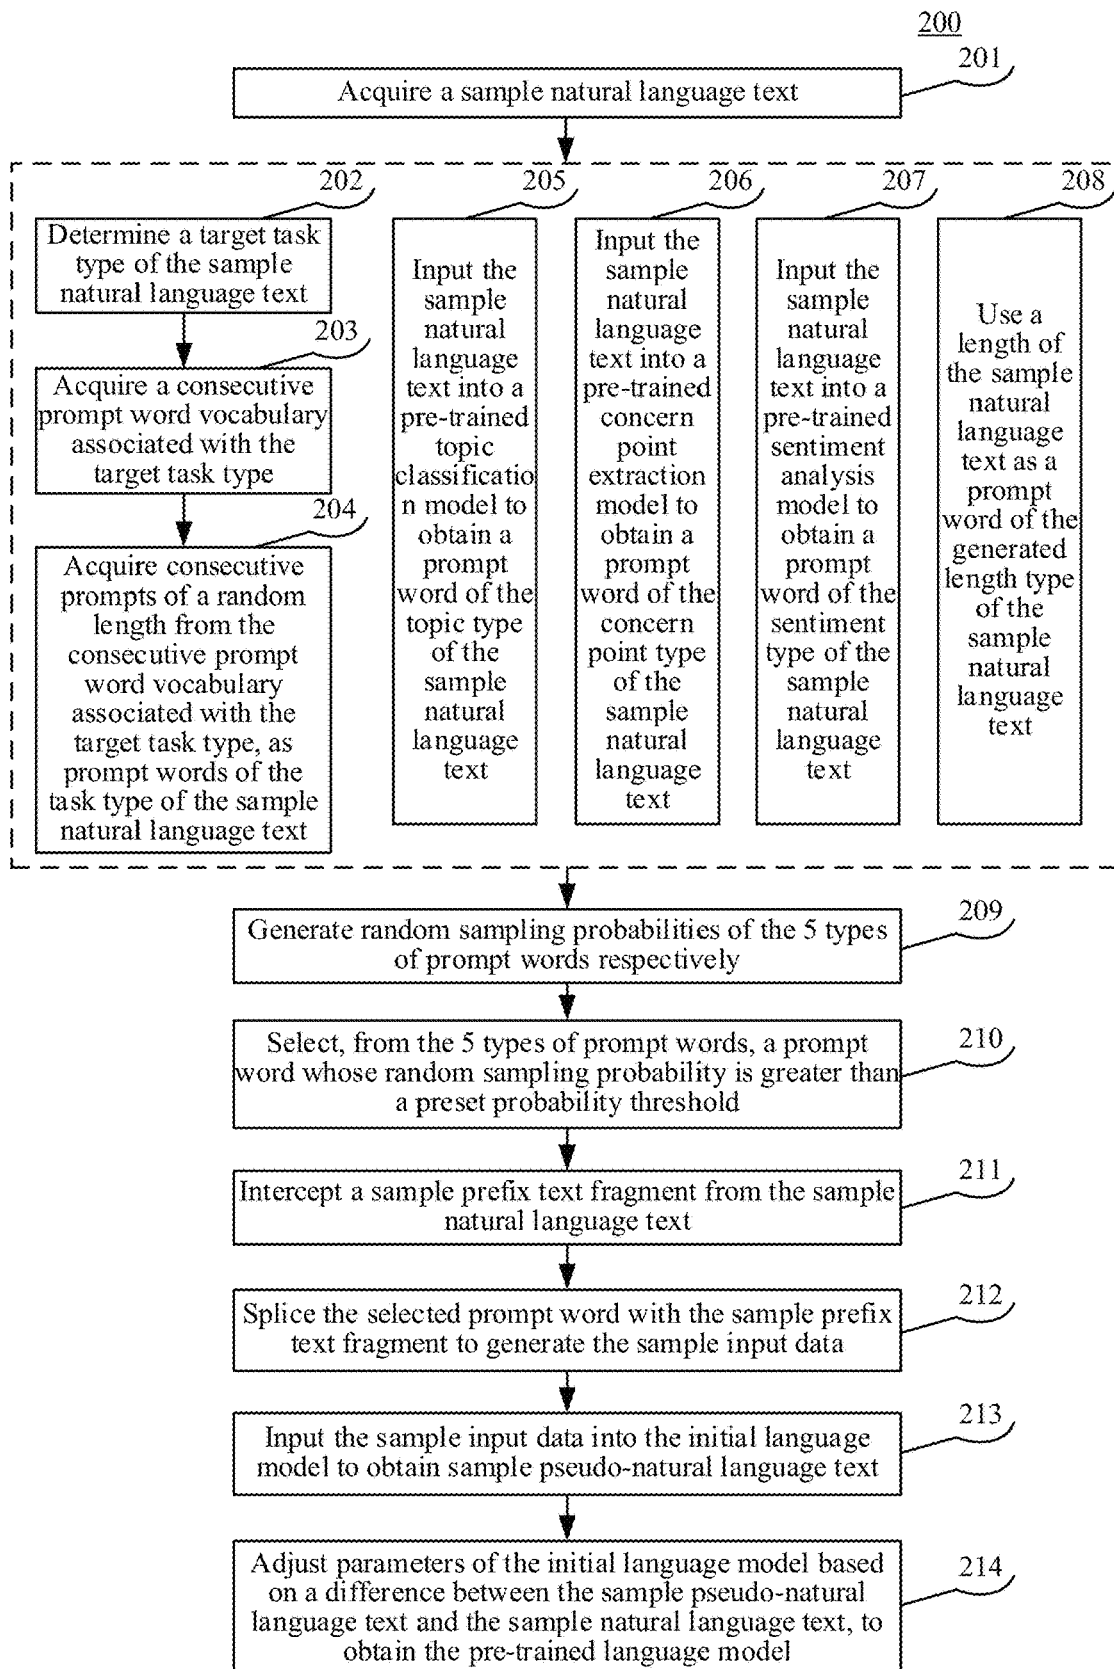 200
201
Acquire a sample natural language text
202
Determine a target task
type of the sample
natural language text
203
Acquire a consecutive
prompt word vocabulary
associated with the
target task type
204
Acquire consecutive
prompts of a random
length from the
consecutive prompt
word vocabulary
associated with the
target task type, as
prompt words of the
task type of the sample
natural language text
205
Input the
sample
natural
language
text into a
pre-trained
topic
classificatio
n model to
obtain a
prompt
word of the
topic type
of the
sample
natural
language
text
206
Input the
sample
natural
language
text into a
pre-trained
concern
point
extraction
model to
obtain a
prompt
word of the
concern
point type
of the
sample
natural
language
text
207
Input the
sample
natural
language
text into a
pre-trained
sentiment
analysis
model to
obtain a
prompt
word of the
sentiment
type of the
sample
natural
language
text
208
Use a
length of
the sample
natural
language
text as a
prompt
word of the
generated
length type
of the
sample
natural
language
text
209
Generate random sampling probabilities of the 5 types
of prompt words respectively
210
Select, from the 5 types of prompt words, a prompt
word whose random sampling probability is greater than
a preset probability threshold
211
Intercept a sample prefix text fragment from the sample
natural language text
212
Splice the selected prompt word with the sample prefix
text fragment to generate the sample input data
213
Input the sample input data into the initial language
model to obtain sample pseudo-natural language text
214
Adjust parameters of the initial language model based
on a difference between the sample pseudo-natural
language text and the sample natural language text, to
obtain the pre-trained language model